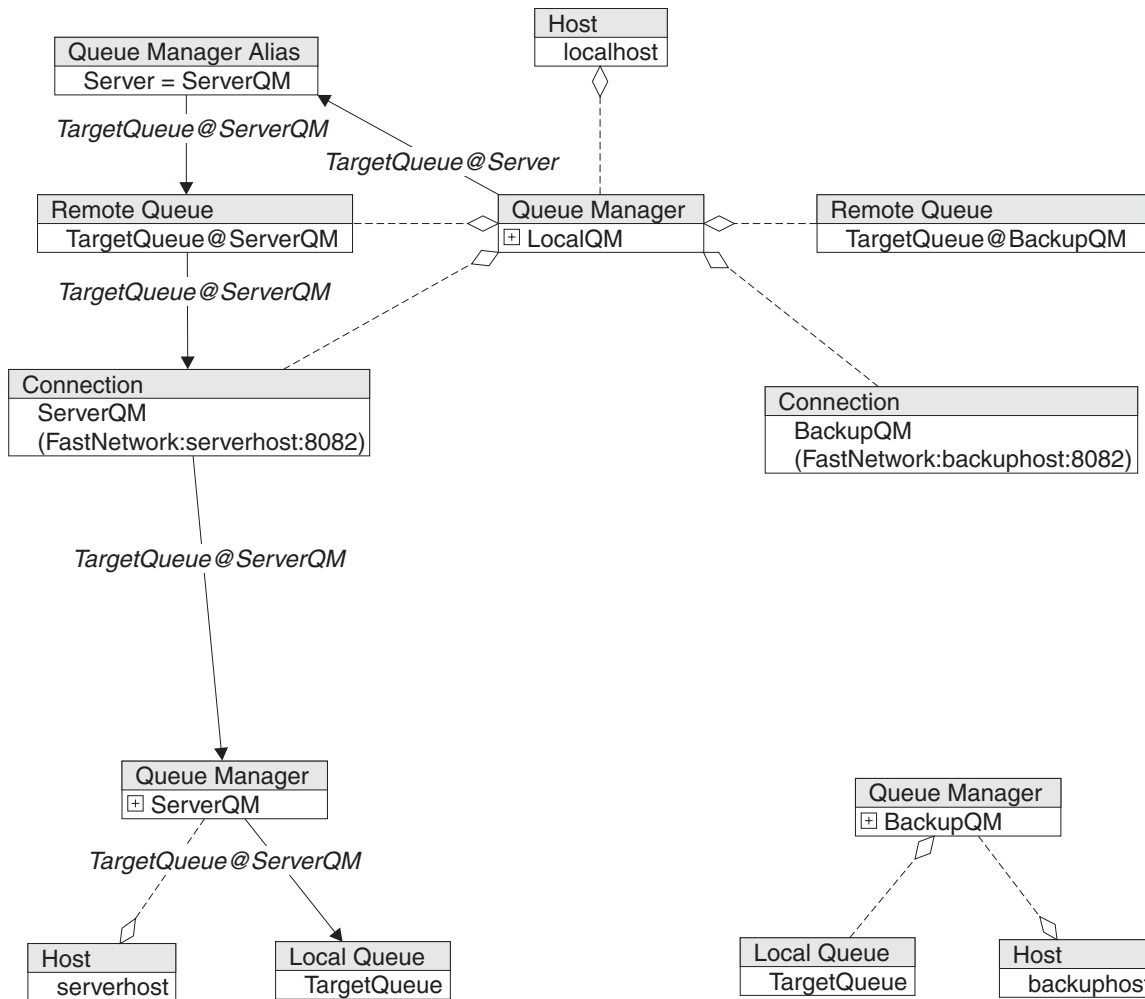 Host
localhost
Queue Manager Alias
Server = ServerQM
TargetQueue@ServerQM
TargetQueue@Server
Remote Queue
TargetQueue@ServerQM
Queue Manager
LocalQM
Remote Queue
TargetQueue@BackupQM
TargetQueue@ServerQM
Connection
ServerQM
(FastNetwork:serverhost:8082)
Connection
BackupQM
(FastNetwork:backuphost:8082)
TargetQueue@ServerQM
Queue Manager
ServerQM
Queue Manager
BackupQM
TargetQueue@ServerQM
Host
serverhost
Local Queue
TargetQueue
Local Queue
TargetQueue
Host
backuphost